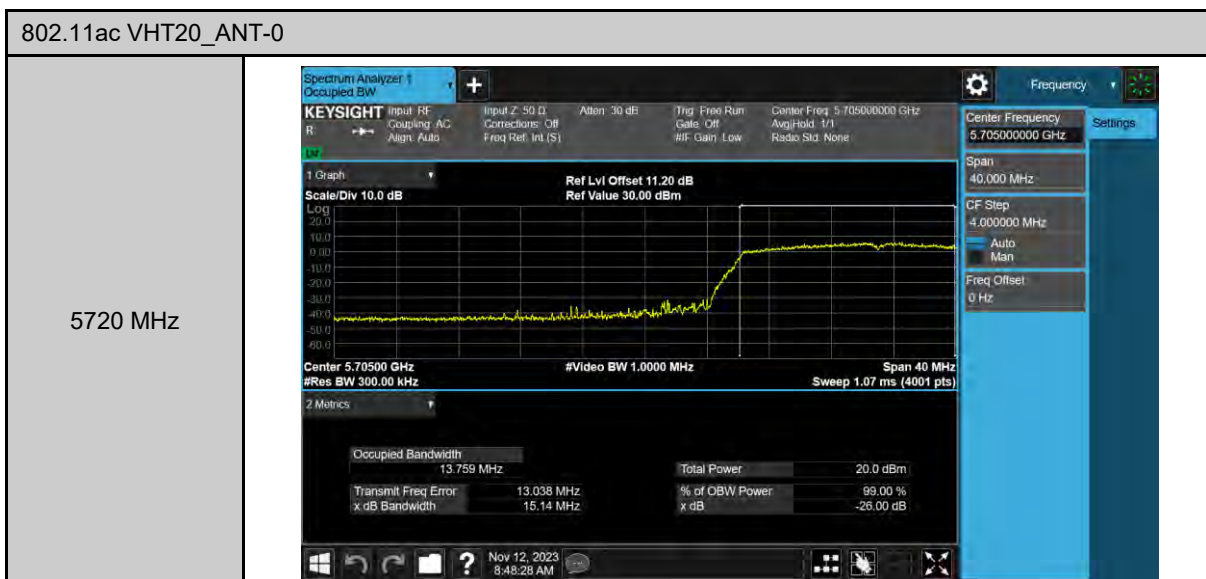 802.11ac VHT20_ANT-0
5720 MHz
Spectrum Analyzer 1
Occupied BW
Frequency
KEYSIGHT
R
Input: RF
Coupling: AC
Align: Auto
Input Z: 50 Ω
Corrections: Off
Freq Ref: Int (S)
Atten: 30 dB
Trig: Free Run
Gate: Off
#IF Gain: Low
Center Freq: 5.705000000 GHz
Avg|Hold: 1/1
Radio Std: None
1 Graph
Scale/Div 10.0 dB
Ref Lvl Offset 11.20 dB
Ref Value 30.00 dBm
Log
20.0
10.0
0.00
-10.0
-20.0
-30.0
-40.0
-50.0
-60.0
Center 5.70500 GHz
#Video BW 1.0000 MHz
Span 40 MHz
#Res BW 300.00 kHz
Sweep 1.07 ms (4001 pts)
2 Metrics
Occupied Bandwidth
13.759 MHz
Total Power 20.0 dBm
Transmit Freq Error 13.038 MHz
% of OBW Power 99.00 %
x dB Bandwidth 15.14 MHz
x dB -26.00 dB
Nov 12, 2023
8:48:28 AM
Center Frequency
5.705000000 GHz
Settings
Span
40.000 MHz
CF Step
4.000000 MHz
Auto
Man
Freq Offset
0 Hz